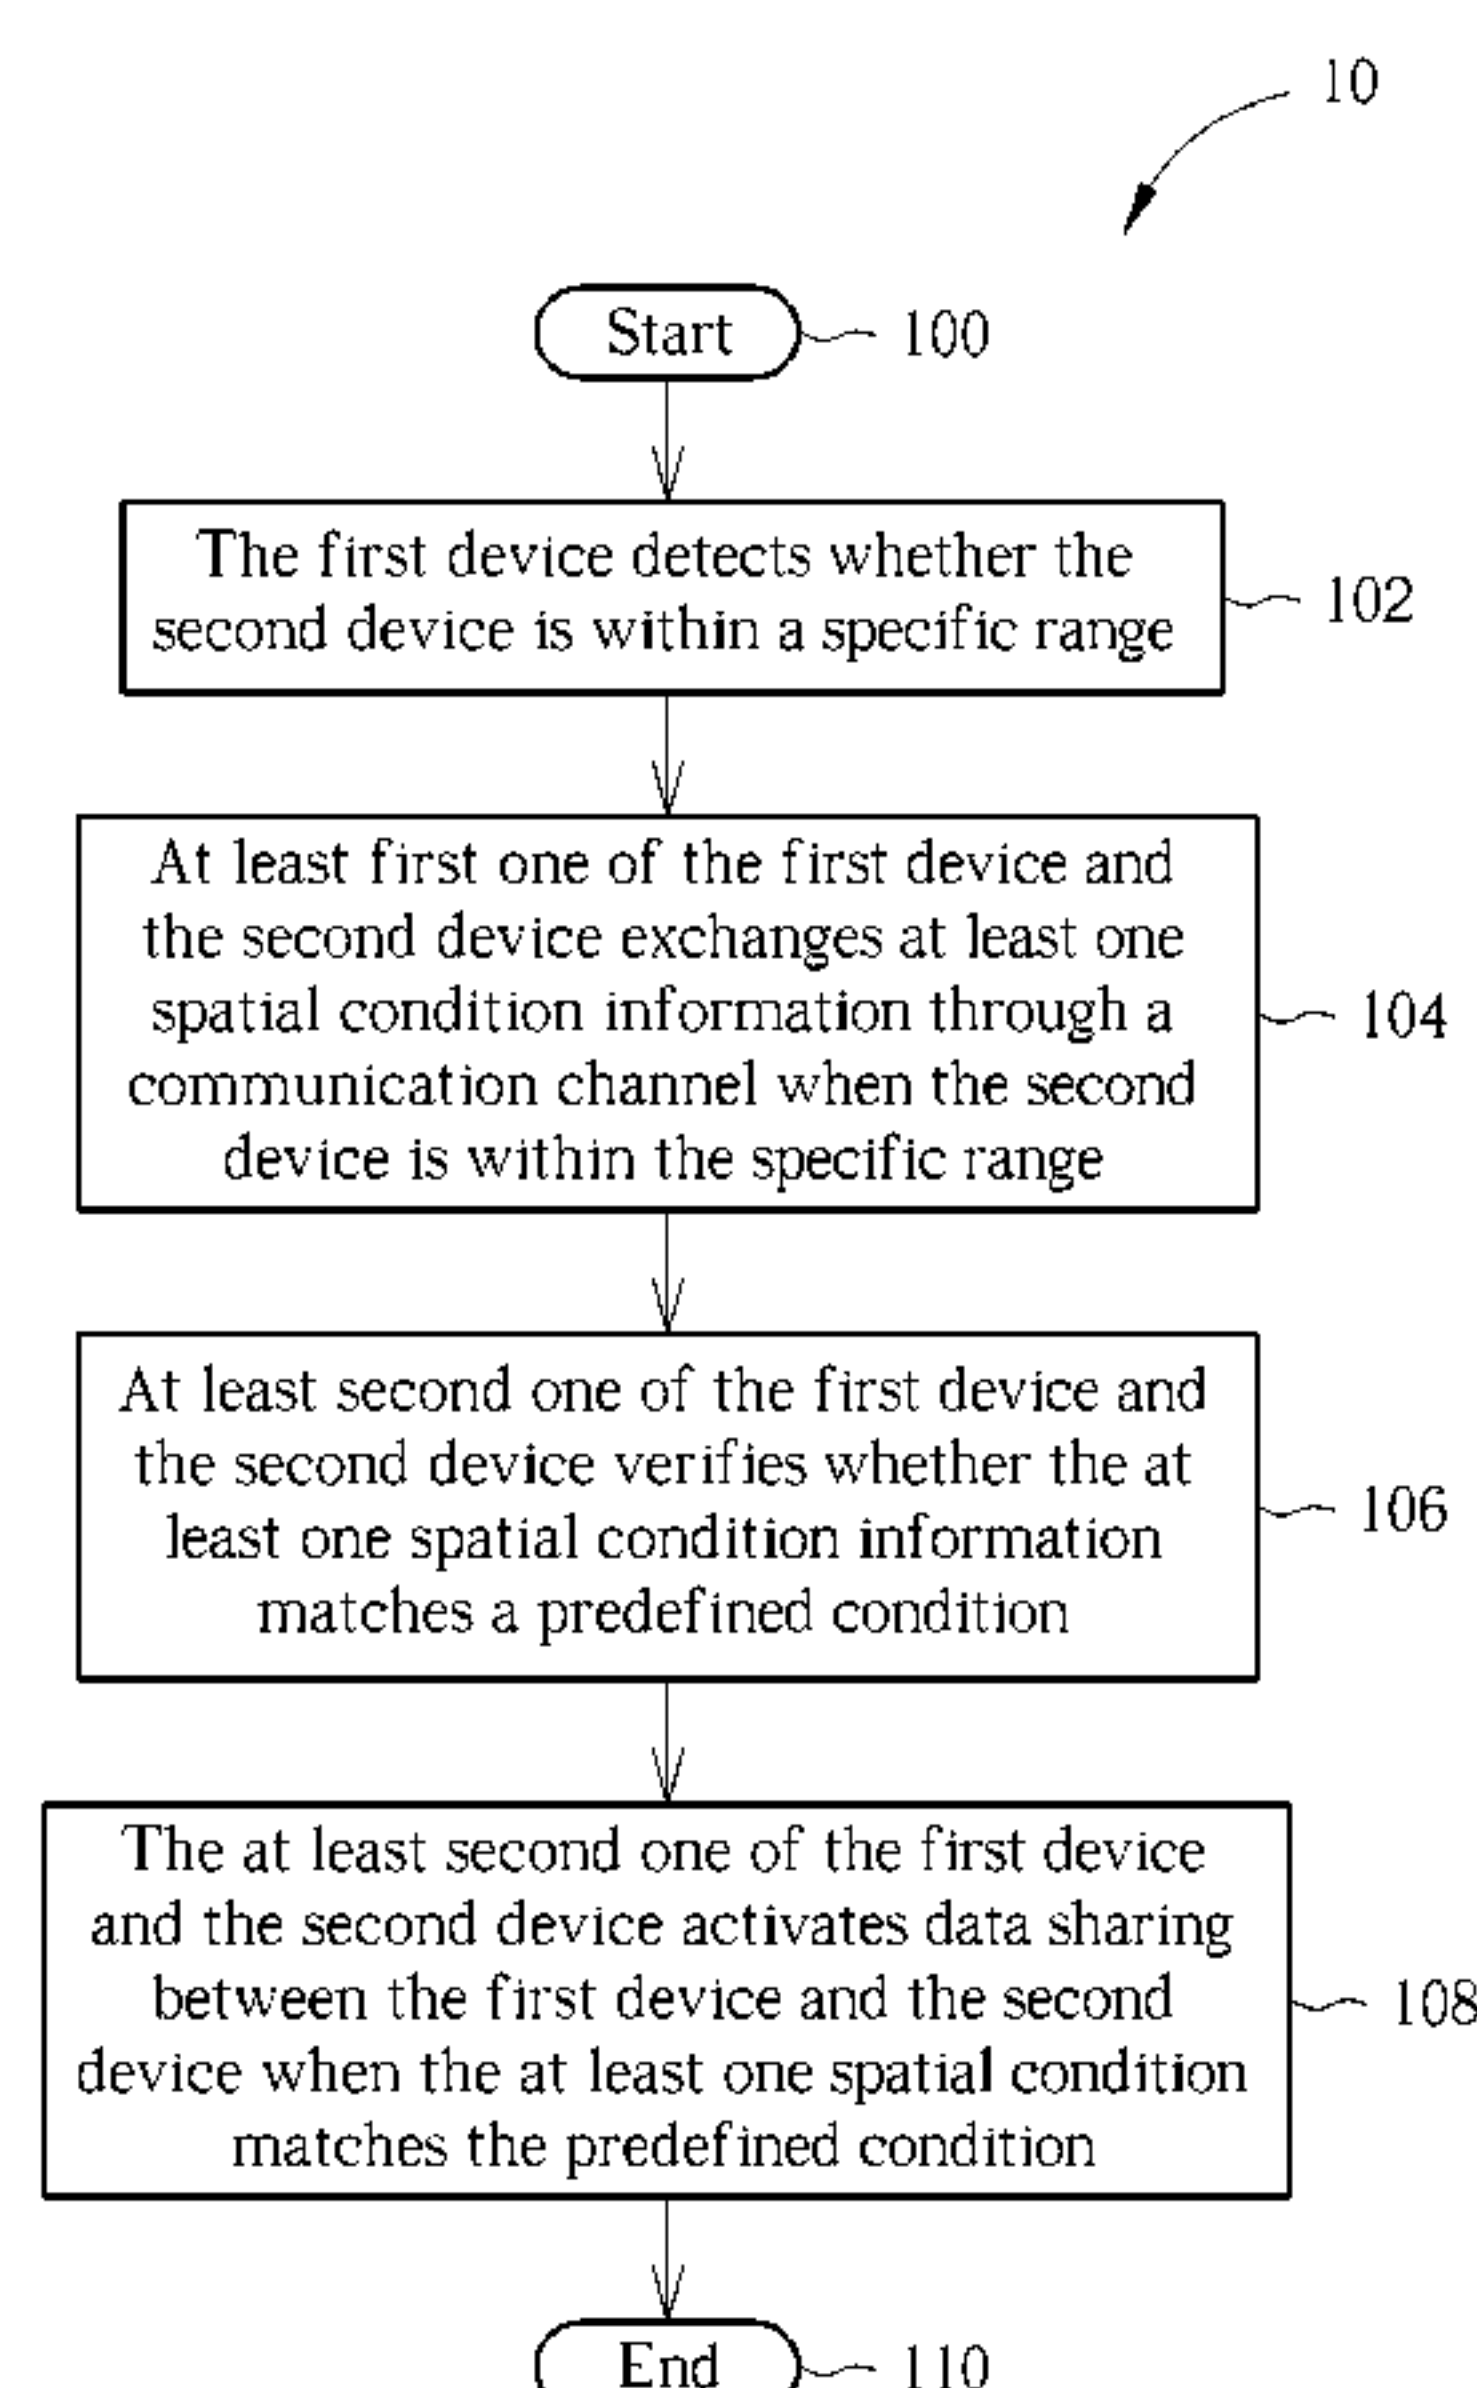 10
Start
100
The first device detects whether the
second device is within a specific range
102
At least first one of the first device and
the second device exchanges at least one
spatial condition information through a
communication channel when the second
device is within the specific range
104
At least second one of the first device and
the second device verifies whether the at
least one spatial condition information
matches a predefined condition
106
The at least second one of the first device
and the second device activates data sharing
between the first device and the second
device when the at least one spatial condition
matches the predefined condition
108
End
110